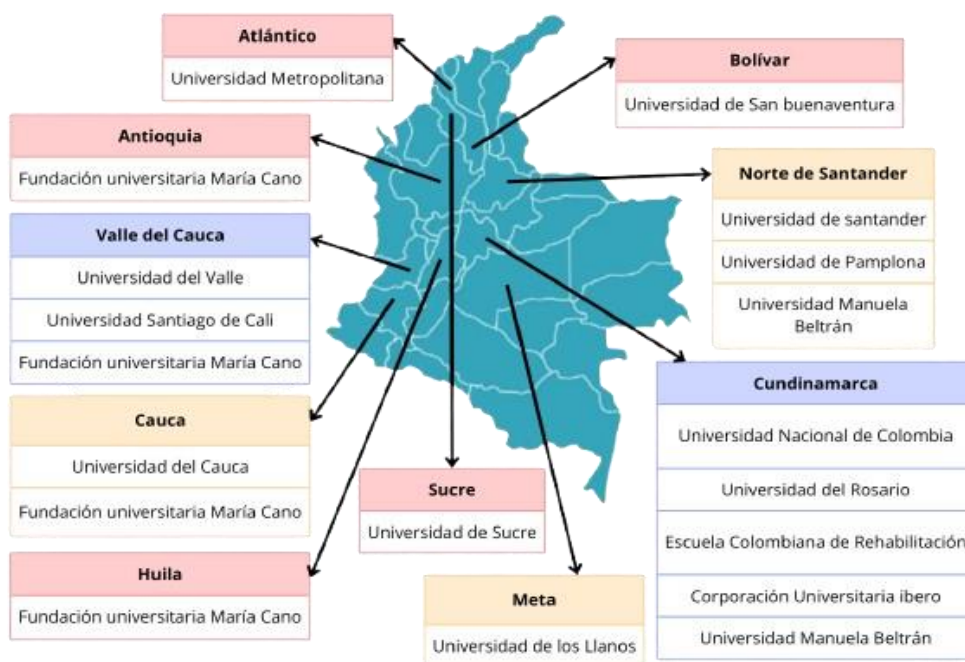 Atlántico
Universidad Metropolitana
Bolívar
Universidad de San buenaventura
Antioquia
Fundación universitaria María Cano
Norte de Santander
Universidad de santander
Universidad de Pamplona
Universidad Manuela
Beltrán
Valle del Cauca
Universidad del Valle
Universidad Santiago de Cali
Fundación universitaria María Cano
Cundinamarca
Universidad Nacional de Colombia
Universidad del Rosario
Escuela Colombiana de Rehabilitación
Corporación Universitaria ibero
Universidad Manuela Beltrán
Cauca
Universidad del Cauca
Fundación universitaria María Cano
Sucre
Universidad de Sucre
Huila
Fundación universitaria María Cano
Meta
Universidad de los Llanos